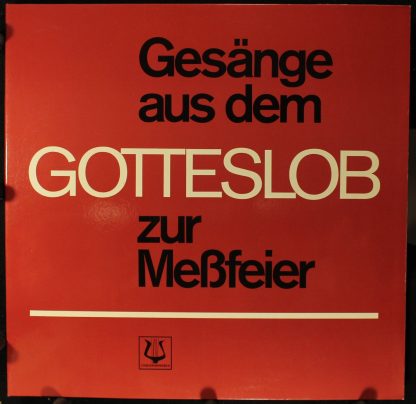 Gesänge
aus dem
GOTTESLOB
zur
Meßfeier